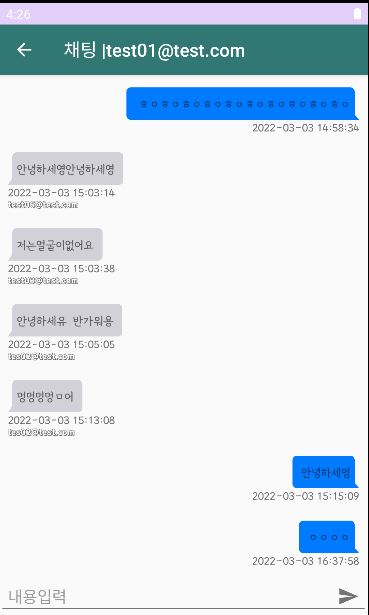 4:26
채팅 |test01@test.com
ㅎㅇㅎㅇㅎㅇㅎㅇㅎㅇㅎㅇㅎㅇㅎㅇㅎㅇㅎㅇ
2022-03-03 14:58:34
안녕하세영안녕하세영
2022-03-03 15:03:14
test03@test.com
저는얼굴이없어요
2022-03-03 15:03:38
test03@test.com
안녕하세유 반가워용
2022-03-03 15:05:05
test02@test.com
멍멍멍멍ㅁ어
2022-03-03 15:13:08
test02@test.com
안녕하세엉
2022-03-03 15:15:09
ㅇㅇㅇㅇ
2022-03-03 16:37:58
내용입력